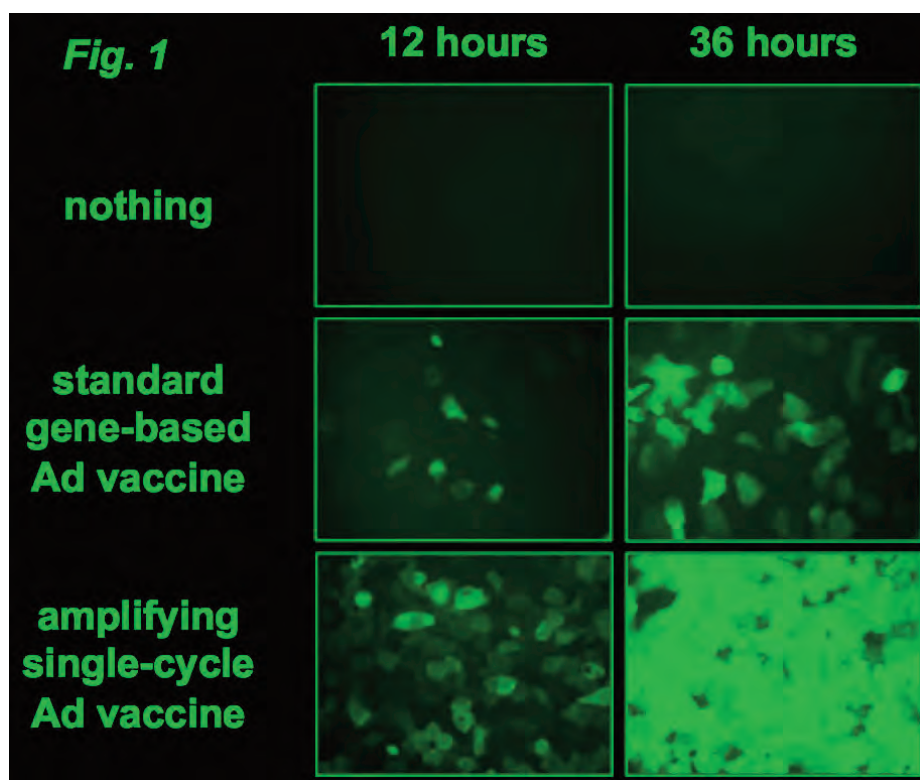 Fig. 1
12 hours
36 hours
nothing
standard
gene-based
Ad vaccine
amplifying
single-cycle
Ad vaccine